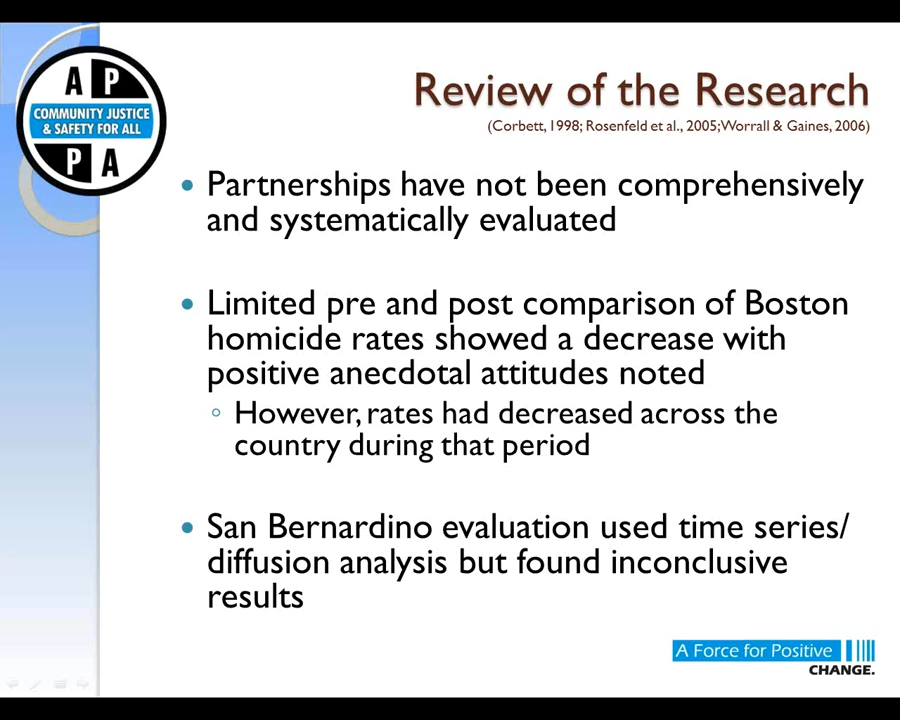 A P
COMMUNITY JUSTICE
& SAFETY FOR ALL
P A
Review of the Research
(Corbett, 1998; Rosenfeld et al., 2005;Worrall & Gaines, 2006)
• Partnerships have not been comprehensively
and systematically evaluated
• Limited pre and post comparison of Boston
homicide rates showed a decrease with
positive anecdotal attitudes noted
◦ However, rates had decreased across the
country during that period
• San Bernardino evaluation used time series/
diffusion analysis but found inconclusive
results
A Force for Positive
CHANGE.